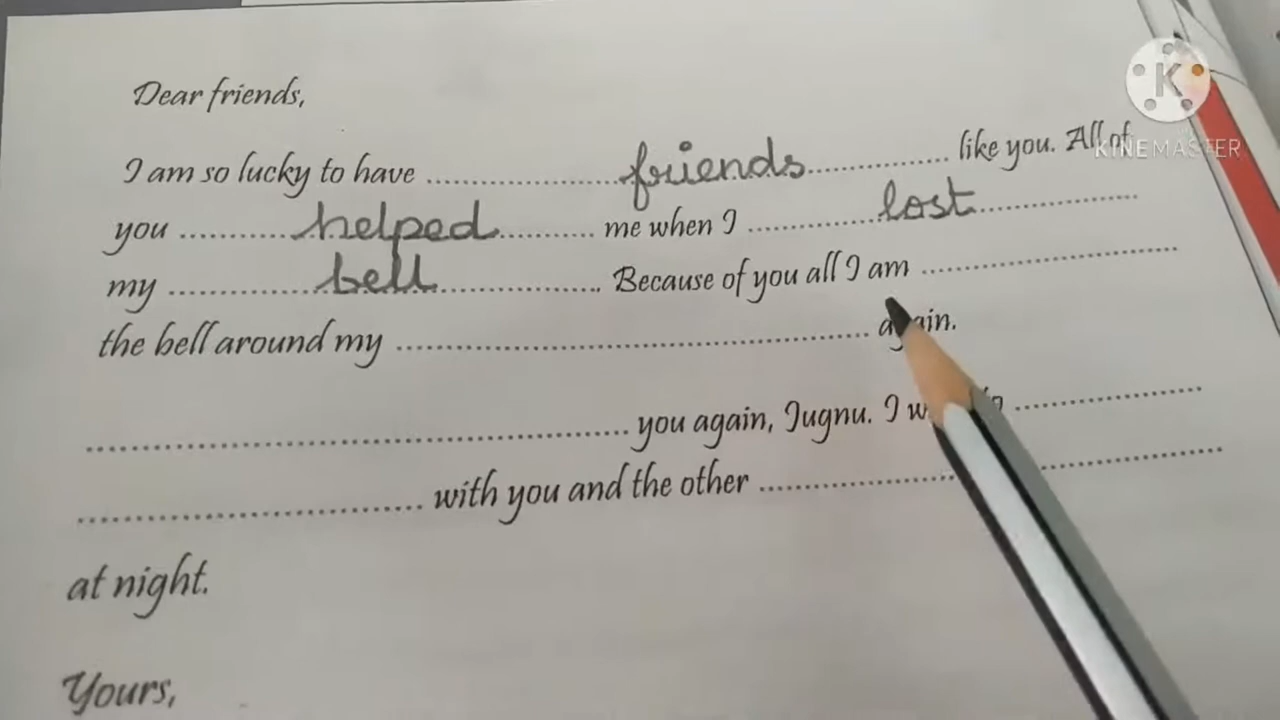 Dear friends,
I am so lucky to have .................... friends .................... like you. All of
you ............ helped ............ me when I ............ lost ............
my ............ bell ............ Because of you all I am ............
the bell around my ............ again.
............ you again, Jugnu. I ............
............ with you and the other ............
at night.
Yours,
K
KINEMASTER